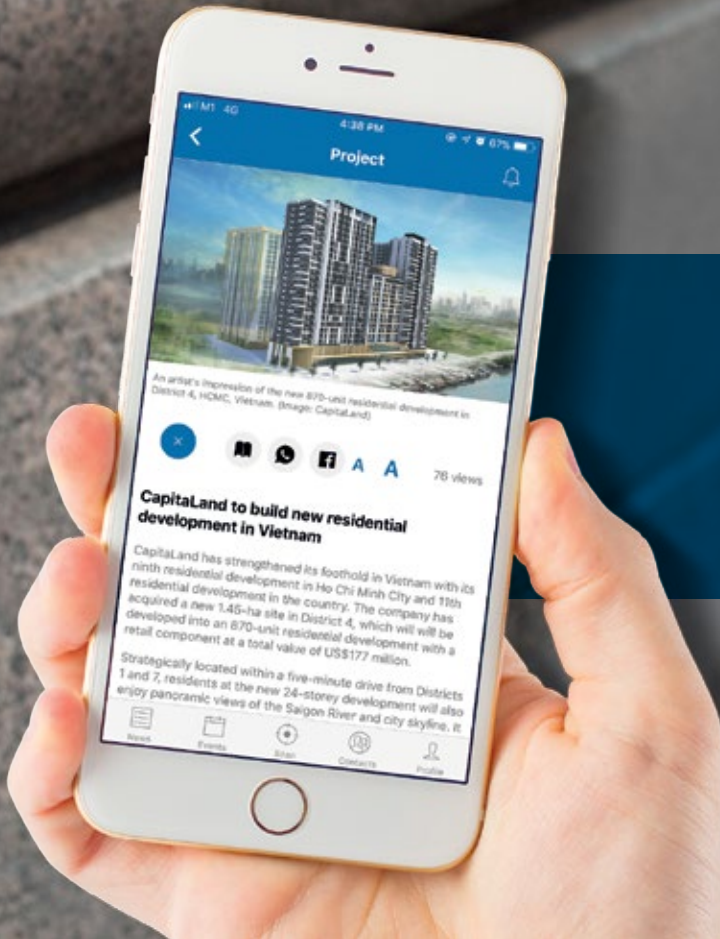 M1 4G 4:38 PM 67%
Project
An artist's impression of the new 870-unit residential development in
District 4, HCMC, Vietnam. (Image: CapitaLand)
A A 76 views
CapitaLand to build new residential
development in Vietnam
CapitaLand has strengthened its foothold in Vietnam with its
ninth residential development in Ho Chi Minh City and 11th
residential development in the country. The company has
acquired a new 1.45-ha site in District 4, which will will be
developed into an 870-unit residential development with a
retail component at a total value of US$177 million.
Strategically located within a five-minute drive from Districts
1 and 7, residents at the new 24-storey development will also
enjoy panoramic views of the Saigon River and city skyline. It
News Events Scan Contacts Profile